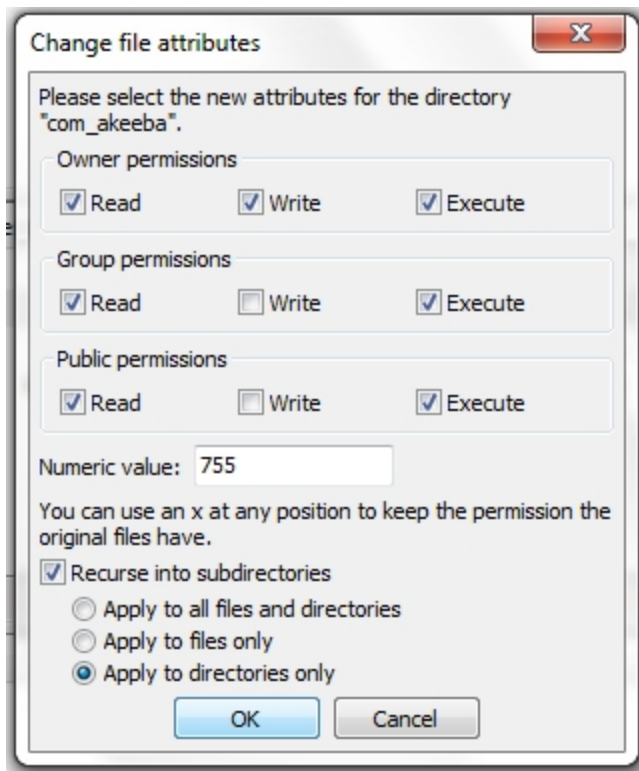 Change file attributes
Please select the new attributes for the directory
"com_akeeba".
Owner permissions
Read Write Execute
Group permissions
Read Write Execute
Public permissions
Read Write Execute
Numeric value: 755
You can use an x at any position to keep the permission the
original files have.
Recurse into subdirectories
Apply to all files and directories
Apply to files only
Apply to directories only
OK Cancel